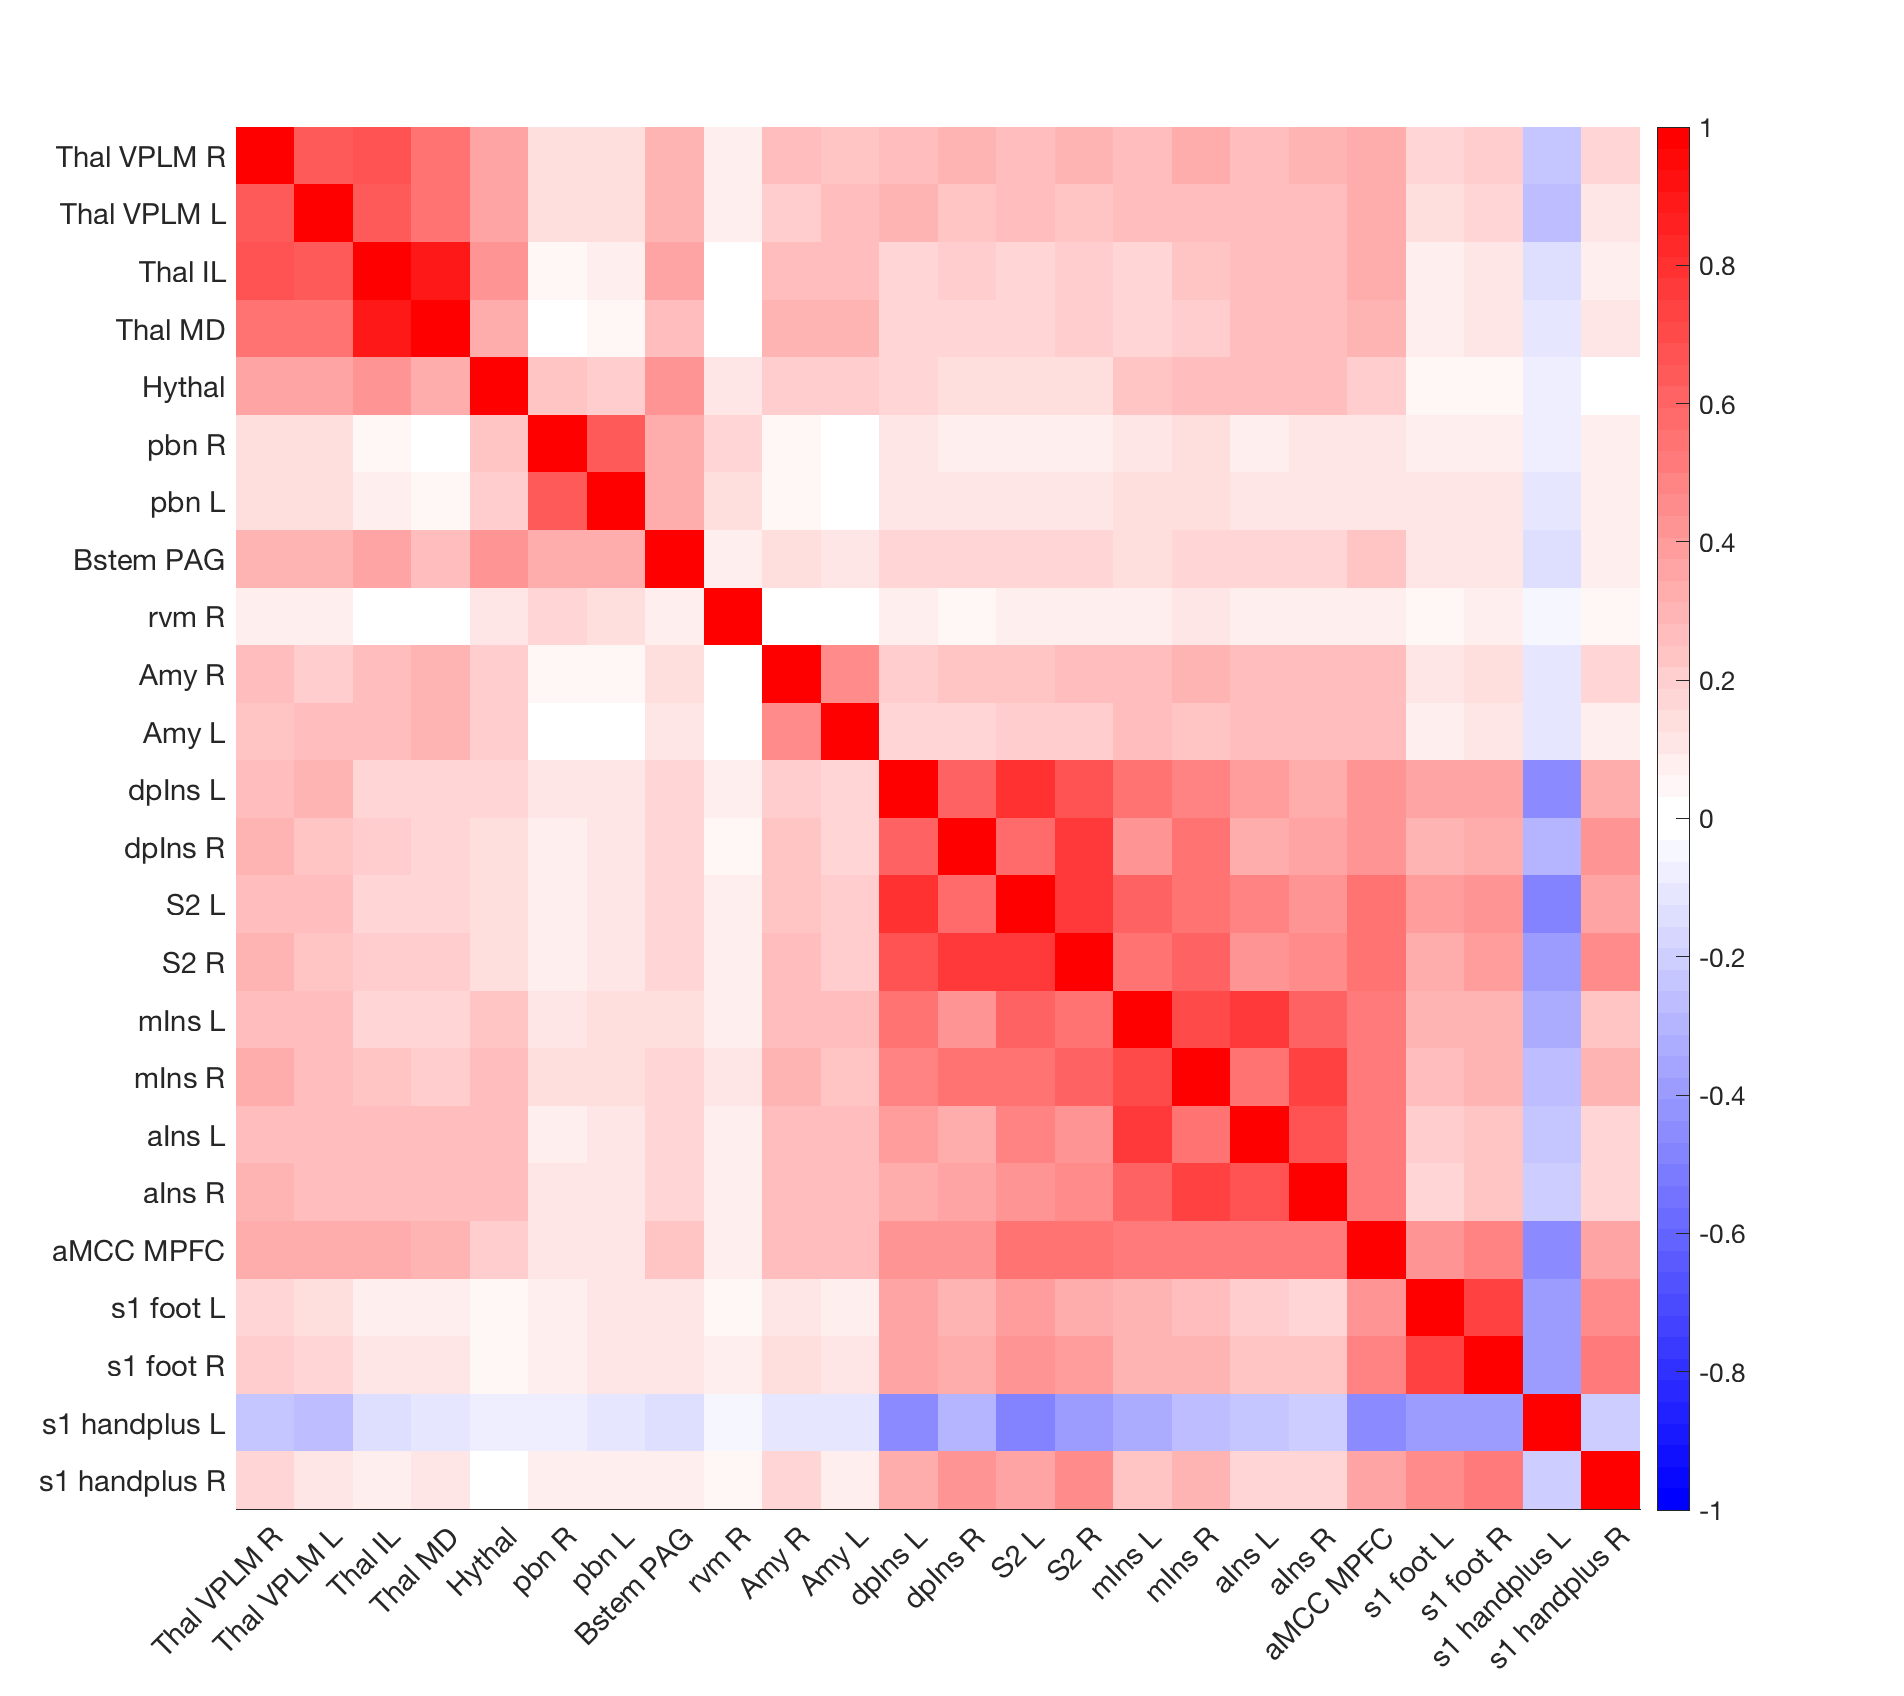 Thal VPLM R
Thal VPLM L
Thal IL
Thal MD
Hythal
pbn R
pbn L
Bstem PAG
rvm R
Amy R
Amy L
dpIns L
dpIns R
S2 L
S2 R
mIns L
mIns R
aIns L
aIns R
aMCC MPFC
s1 foot L
s1 foot R
s1 handplus L
s1 handplus R
Thal VPLM R
Thal VPLM L
Thal IL
Thal MD
Hythal
pbn R
pbn L
Bstem PAG
rvm R
Amy R
Amy L
dpIns L
dpIns R
S2 L
S2 R
mIns L
mIns R
aIns L
aIns R
aMCC MPFC
s1 foot L
s1 foot R
s1 handplus L
s1 handplus R
1
0.8
0.6
0.4
0.2
0
-0.2
-0.4
-0.6
-0.8
-1